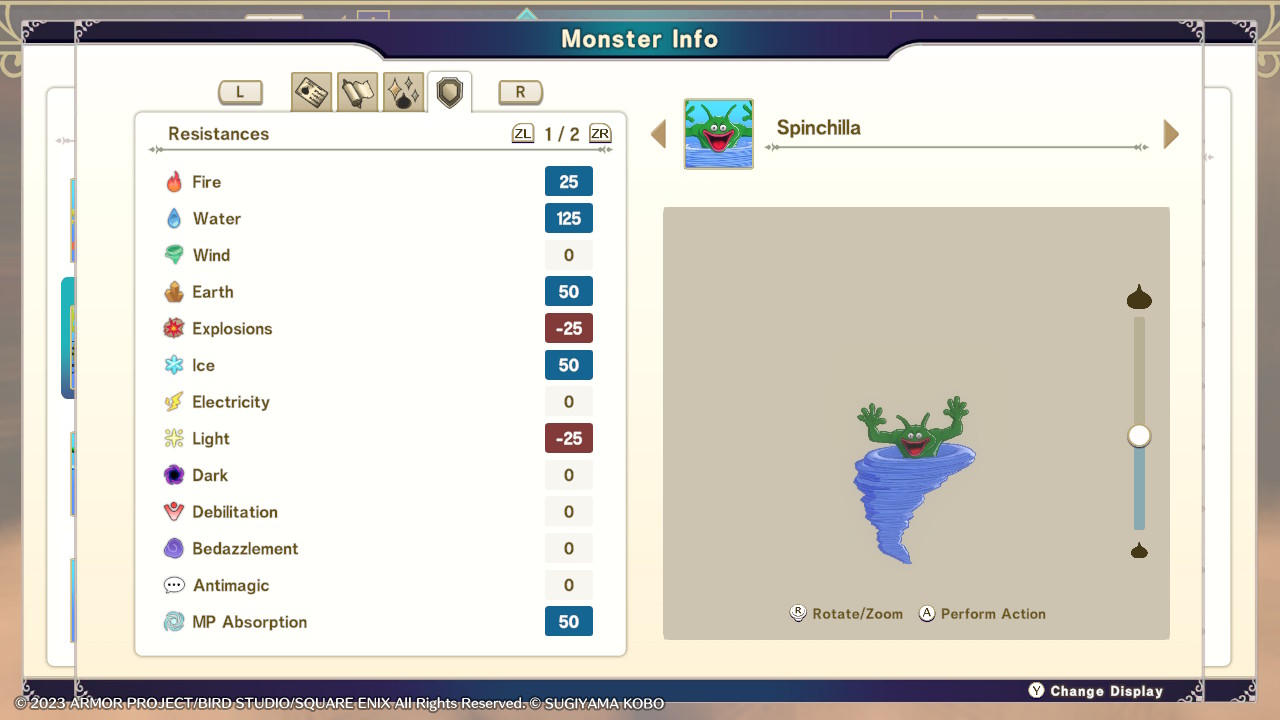 Monster Info
L
R
Resistances
ZL 1 / 2 ZR
Fire 25
Water 125
Wind 0
Earth 50
Explosions -25
Ice 50
Electricity 0
Light -25
Dark 0
Debilitation 0
Bedazzlement 0
Antimagic 0
MP Absorption 50
Spinchilla
R Rotate/Zoom A Perform Action
Y Change Display
© 2023 ARMOR PROJECT/BIRD STUDIO/SQUARE ENIX All Rights Reserved. © SUGIYAMA KOBO